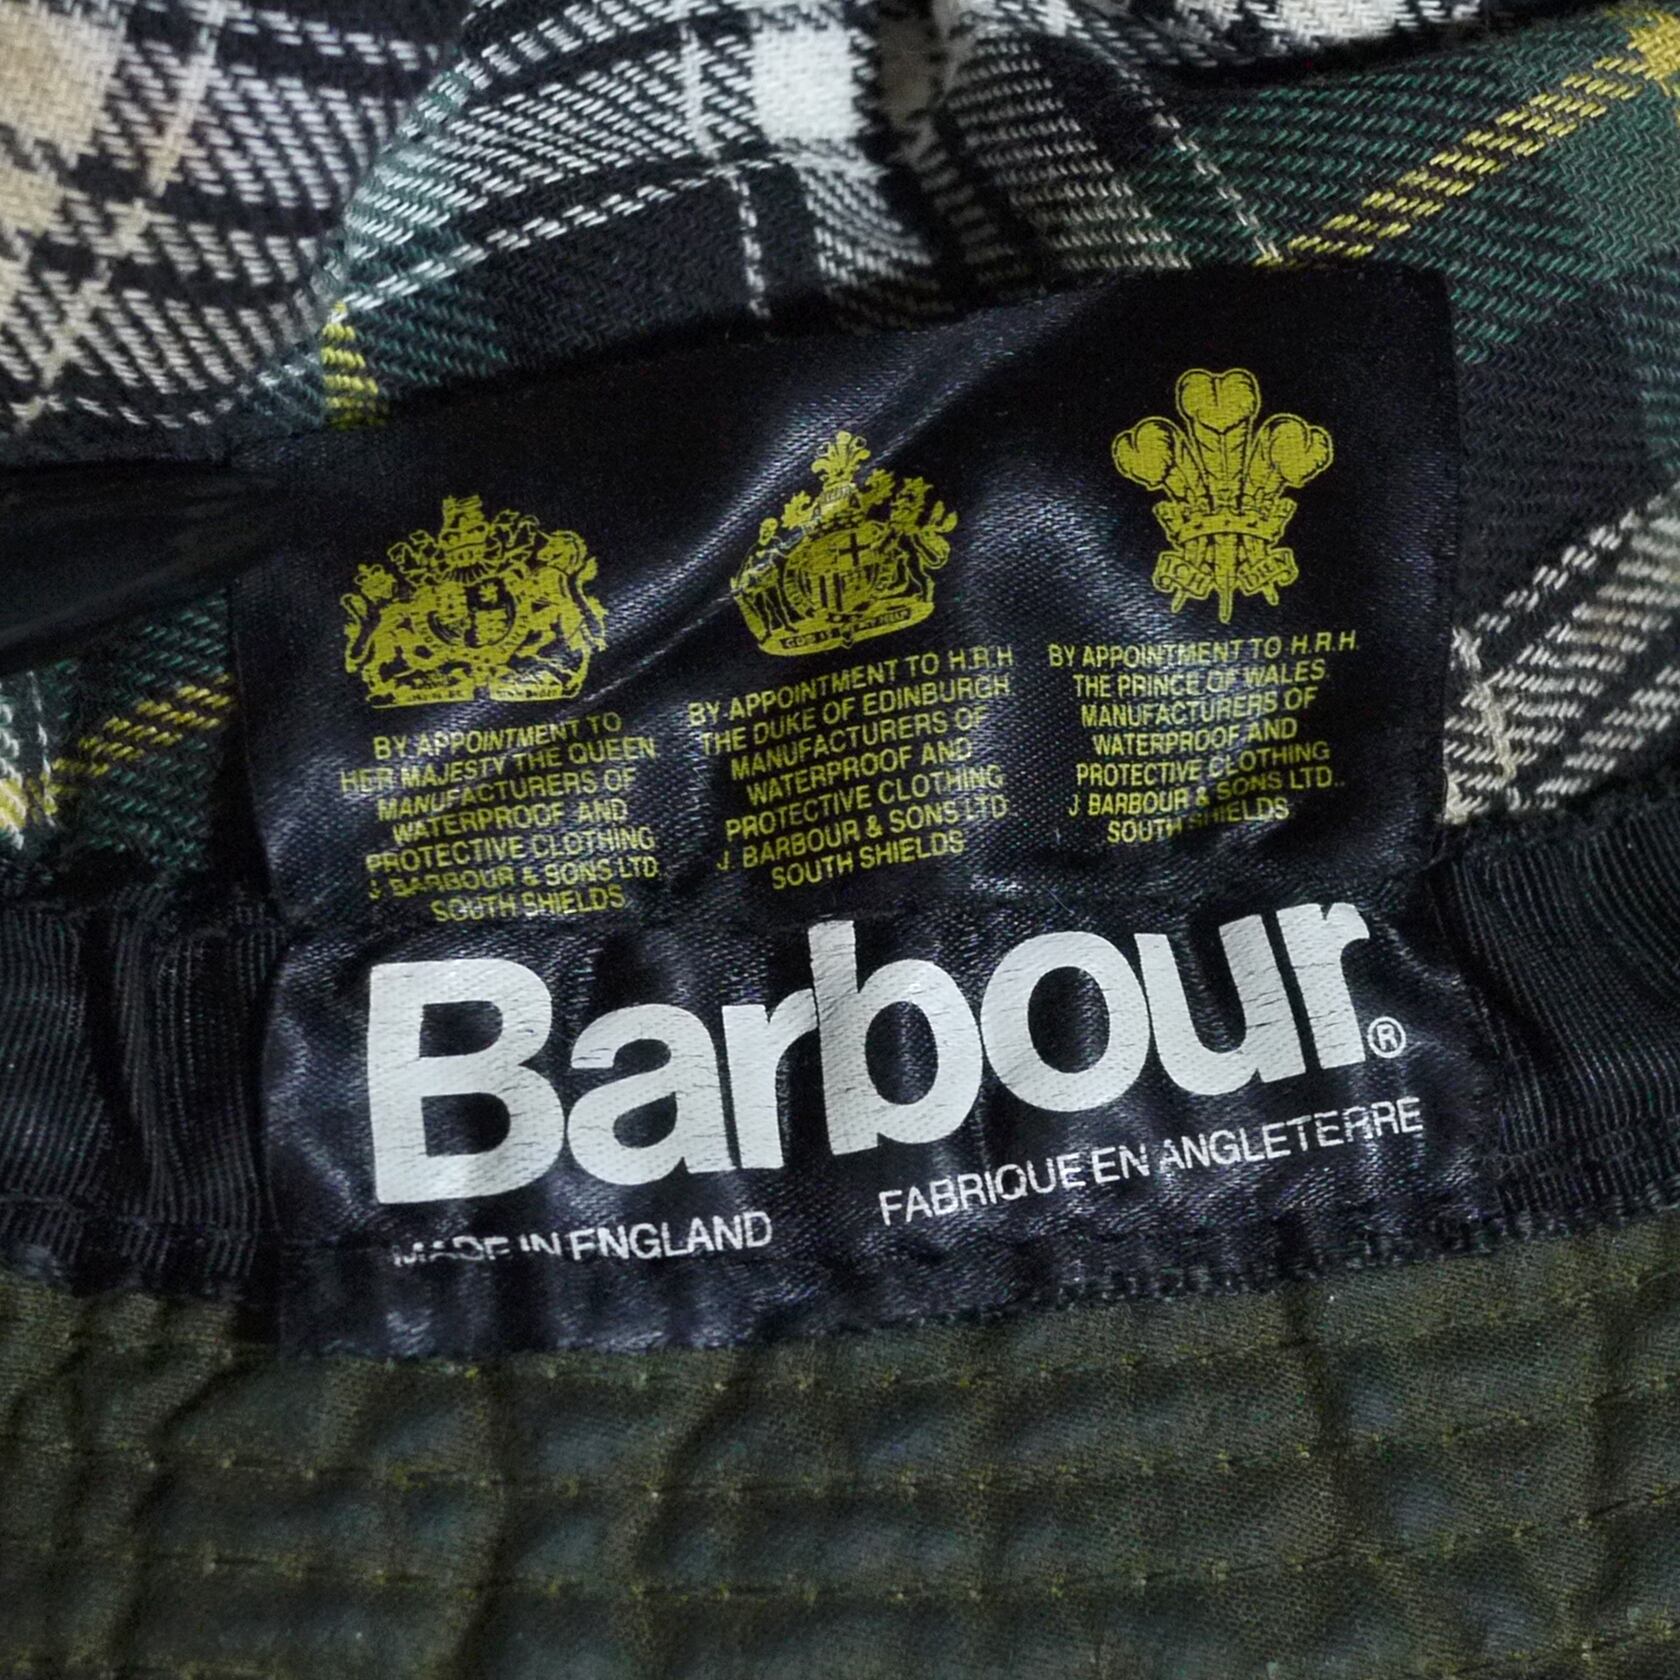 BY APPOINTMENT TO
HER MAJESTY THE QUEEN
MANUFACTURERS OF
WATERPROOF AND
PROTECTIVE CLOTHING
J BARBOUR & SONS LTD
SOUTH SHIELDS
BY APPOINTMENT TO H.R.H
THE DUKE OF EDINBURGH
MANUFACTURERS OF
WATERPROOF AND
PROTECTIVE CLOTHING
J BARBOUR & SONS LTD
SOUTH SHIELDS
ICH DIEN
BY APPOINTMENT TO H.R.H.
THE PRINCE OF WALES
MANUFACTURERS OF
WATERPROOF AND
PROTECTIVE CLOTHING
J BARBOUR & SONS LTD..
SOUTH SHIELDS
Barbour®
MADE IN ENGLAND
FABRIQUE EN ANGLETERRE